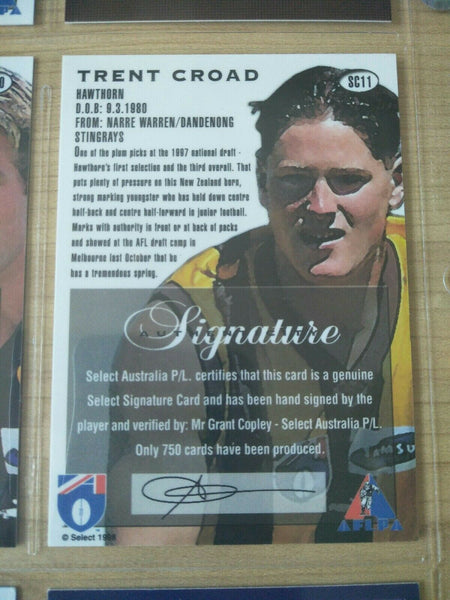 TRENT CROAD
SC11
HAWTHORN
D.O.B: 9.3.1980
FROM: NARRE WARREN/DANDENONG
STINGRAYS
One of the plum picks at the 1997 national draft -
Hawthorn's first selection and the third overall. That
puts plenty of pressure on this New Zealand born,
strong marking youngster who has held down centre
half-back and centre half-forward in junior football.
Marks with authority in front or at back of packs
and showed at the AFL draft camp in
Melbourne last October that he
has a tremendous spring.
Signature
Select Australia P/L. certifies that this card is a genuine
Select Signature Card and has been hand signed by the
player and verified by: Mr Grant Copley - Select Australia P/L.
Only 750 cards have been produced.
SAMSU
AFLPA
© Select 1998